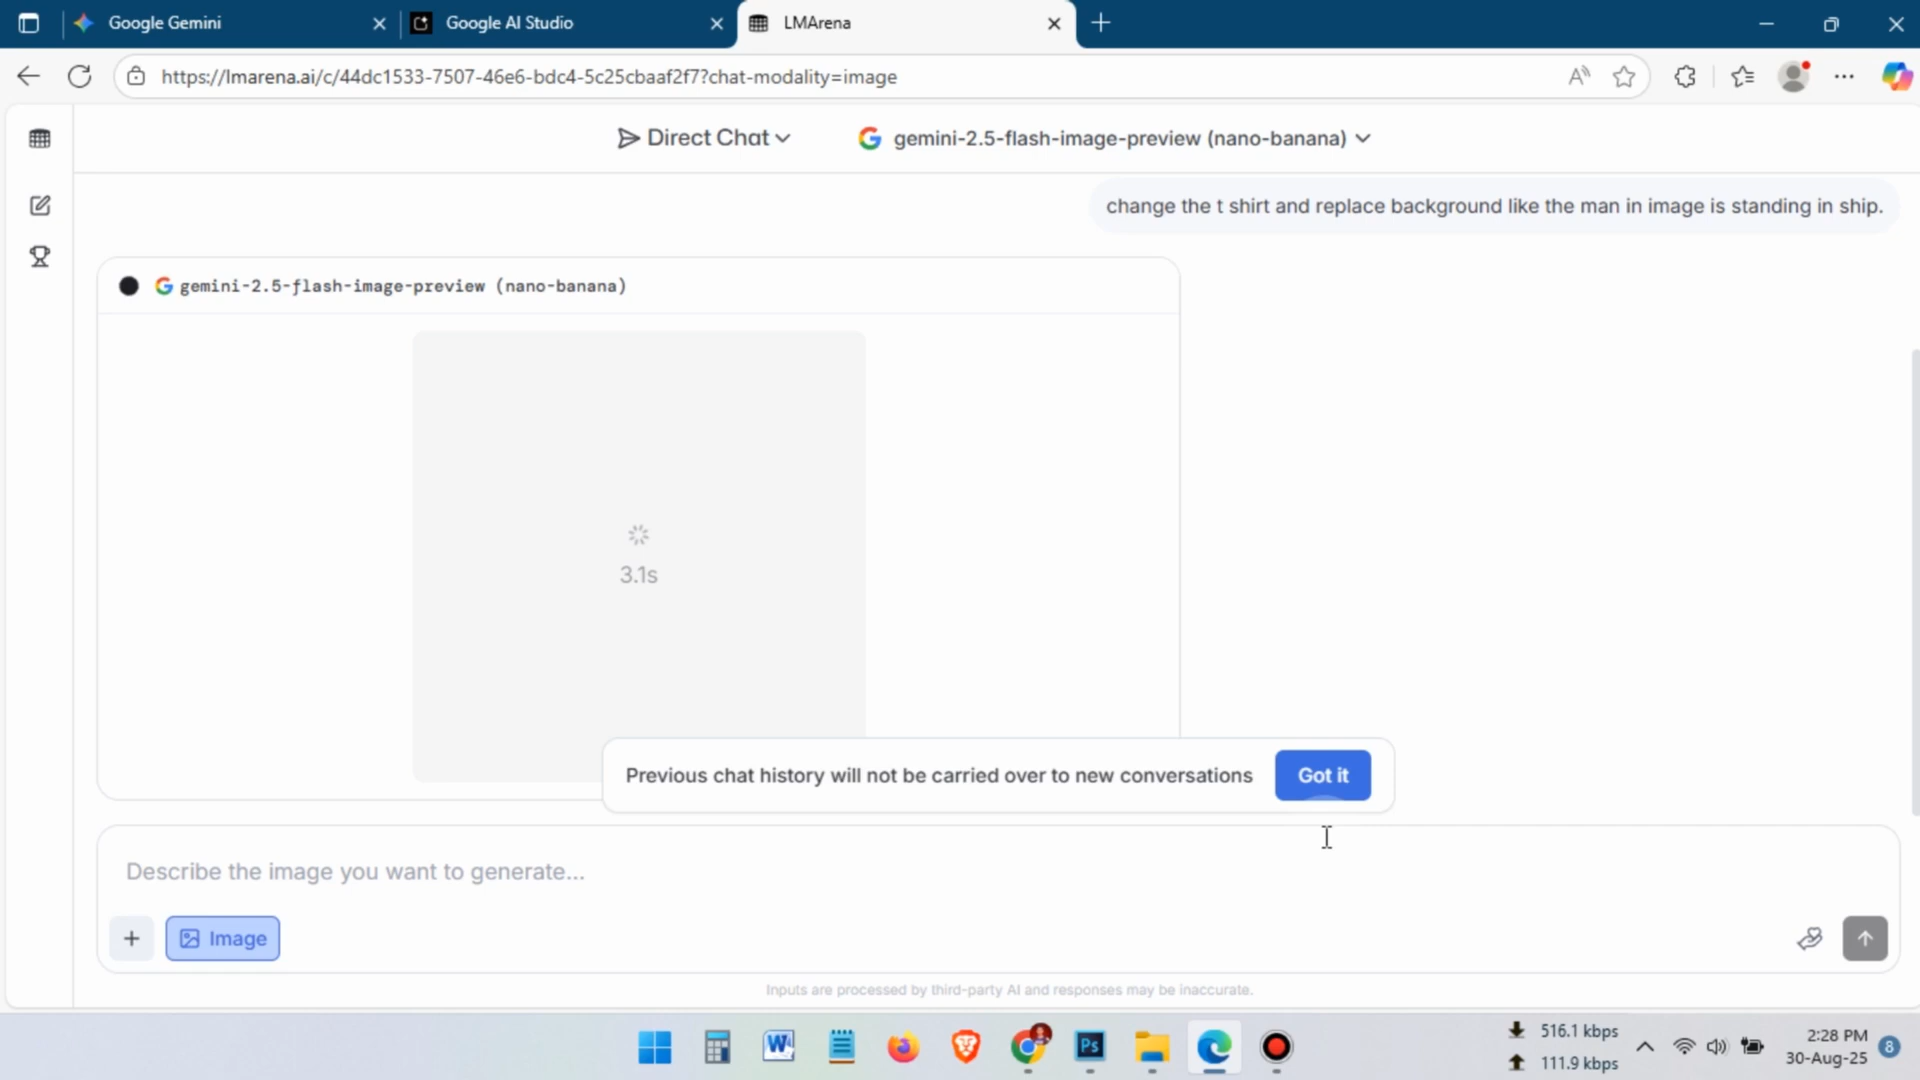 Google Gemini
Google AI Studio
LMArena
https://lmarena.ai/c/44dc1533-7507-46e6-bdc4-5c25cbaaf2f7?chat-modality=image
Direct Chat
gemini-2.5-flash-image-preview (nano-banana)
change the t shirt and replace background like the man in image is standing in ship.
gemini-2.5-flash-image-preview (nano-banana)
3.1s
Previous chat history will not be carried over to new conversations
Got it
Describe the image you want to generate...
Image
Inputs are processed by third-party AI and responses may be inaccurate.
516.1 kbps
111.9 kbps
2:28 PM
30-Aug-25
8
W
Ps